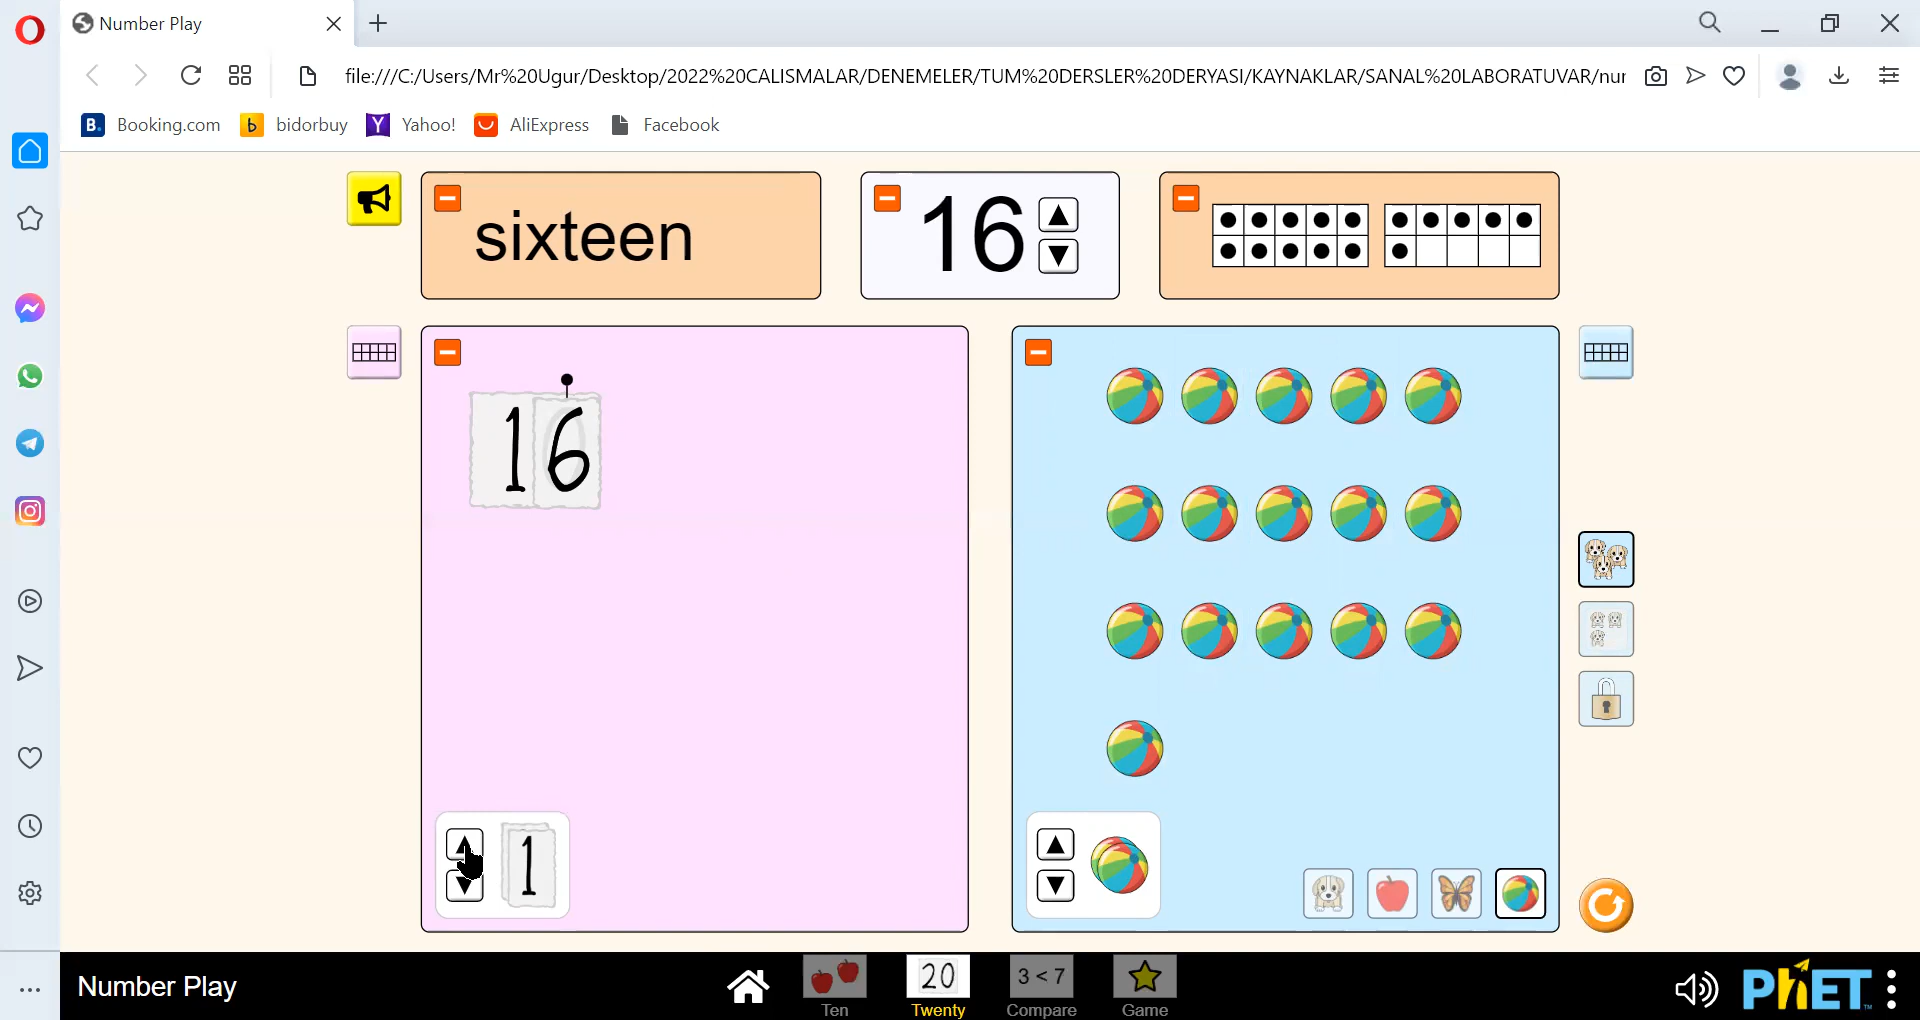 Number Play
file:///C:/Users/Mr%20Ugur/Desktop/2022%20CALISMALAR/DENEMELER/TUM%20DERSLER%20DERYASI/KAYNAKLAR/SANAL%20LABORATUVAR/nur
B. Booking.com b bidorbuy Y Yahoo! AliExpress Facebook
sixteen
16
16
1
Number Play
20
3 < 7
Ten Twenty Compare Game
PhET